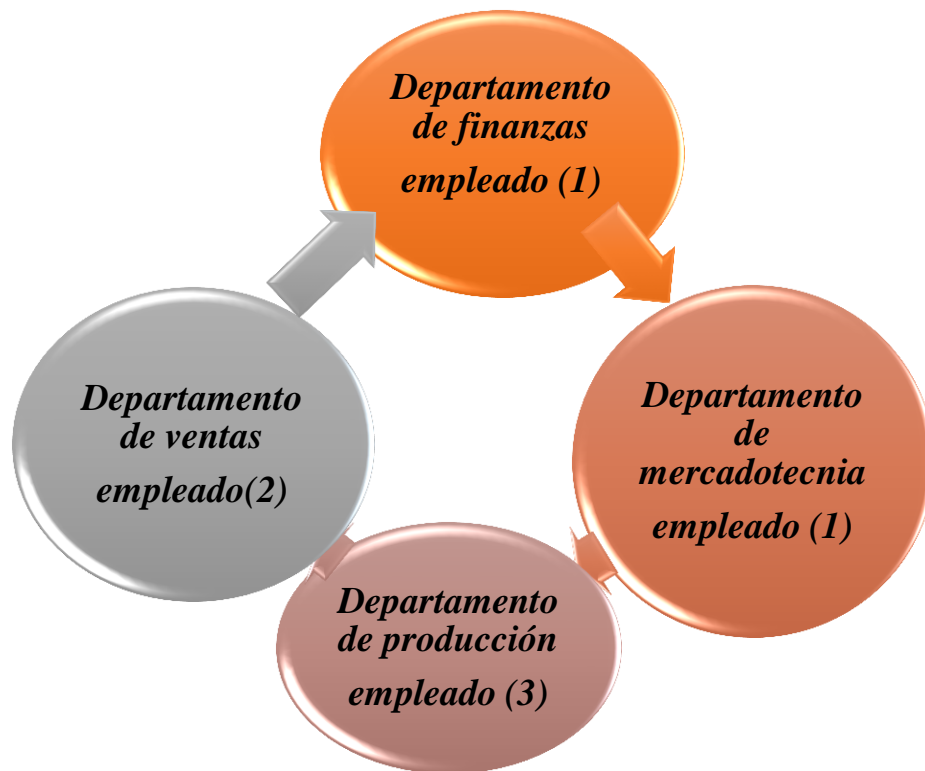 Departamento
de finanzas
empleado (1)
Departamento
de
mercadotecnia
empleado (1)
Departamento
de producción
empleado (3)
Departamento
de ventas
empleado(2)